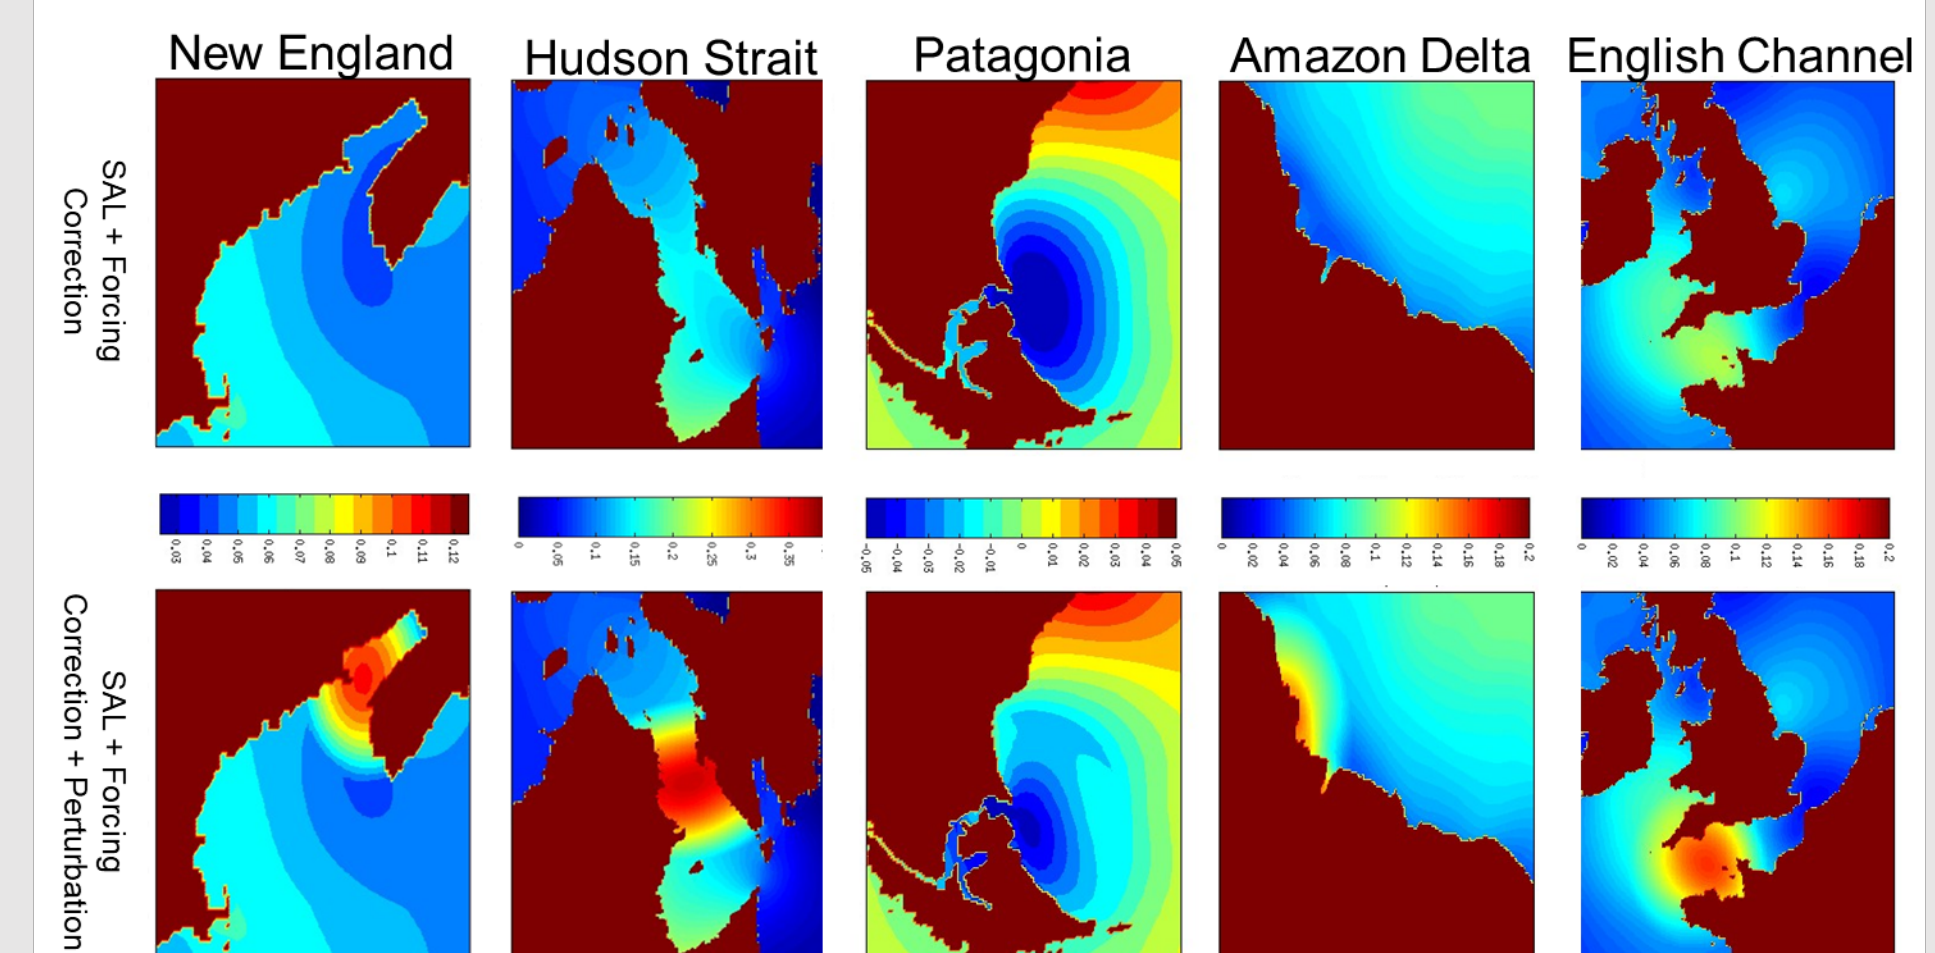 New England
Hudson Strait
Patagonia
Amazon Delta
English Channel
SAL + Forcing
Correction
0.03 0.04 0.05 0.06 0.07 0.08 0.09 0.1 0.11 0.12
0 0.05 0.1 0.15 0.2 0.25 0.3 0.35
-0.05 -0.04 -0.03 -0.02 -0.01 0 0.01 0.02 0.03 0.04 0.05
0 0.02 0.04 0.06 0.08 0.1 0.12 0.14 0.16 0.18 0.2
0 0.02 0.04 0.06 0.08 0.1 0.12 0.14 0.16 0.18 0.2
SAL + Forcing
Correction + Perturbation